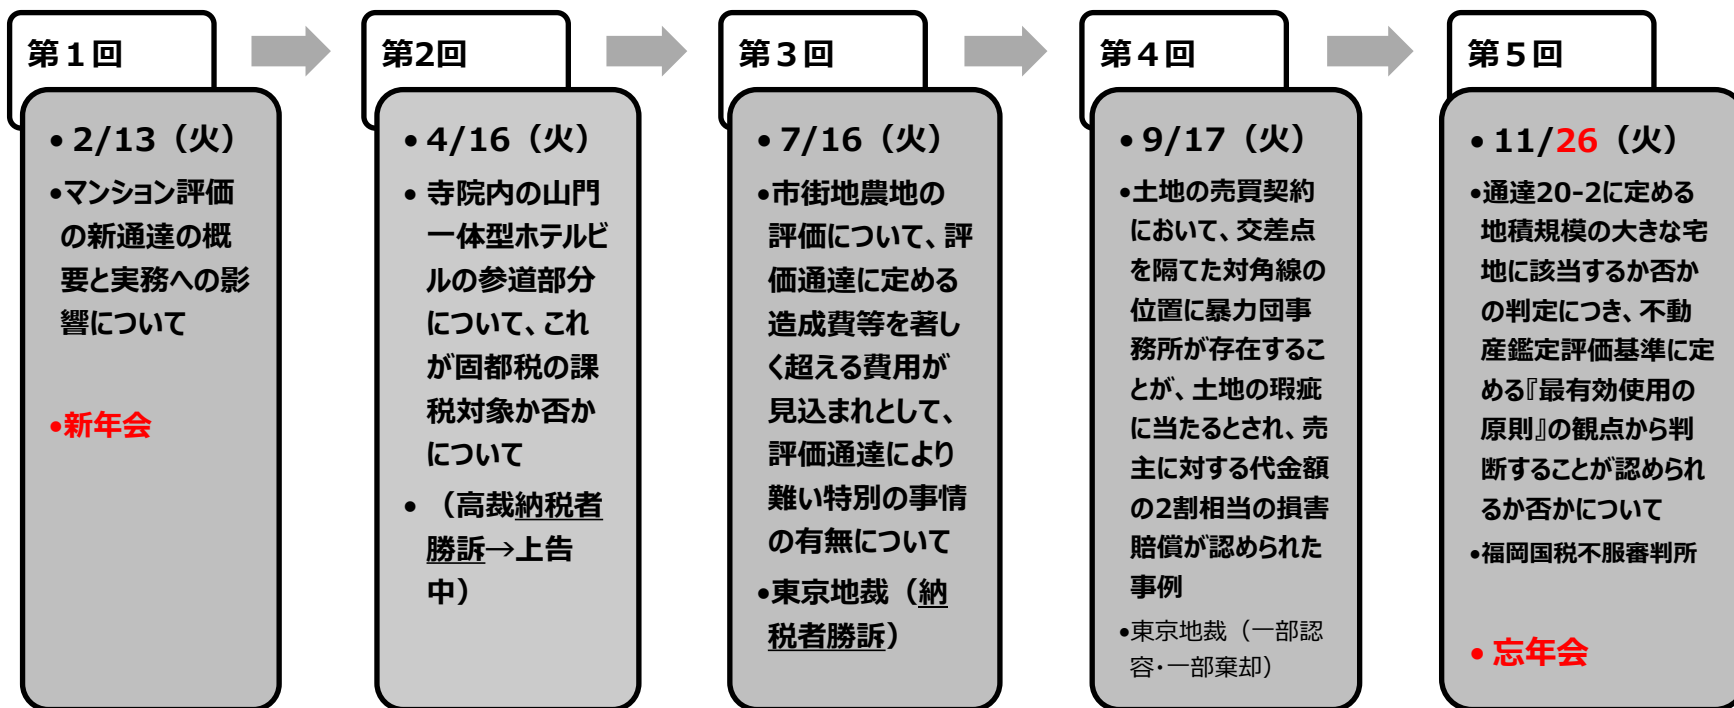 第１回
• 2/13（火）
•マンション評価
の新通達の概
要と実務への影
響について
•新年会
第2回
• 4/16（火）
• 寺院内の山門
一体型ホテルビ
ルの参道部分
について、これ
が固都税の課
税対象か否か
について
• （高裁納税者
勝訴→上告
中）
第３回
• 7/16（火）
•市街地農地の
評価について、評
価通達に定める
造成費等を著し
く超える費用が
見込まれとして、
評価通達により
難い特別の事情
の有無について
•東京地裁（納
税者勝訴）
第４回
• 9/17（火）
•土地の売買契約
において、交差点
を隔てた対角線の
位置に暴力団事
務所が存在するこ
とが、土地の瑕疵
に当たるとされ、売
主に対する代金額
の2割相当の損害
賠償が認められた
事例
•東京地裁（一部認
容･一部棄却）
第５回
• 11/26（火）
•通達20-2に定める
地積規模の大きな宅
地に該当するか否か
の判定につき、不動
産鑑定評価基準に定
める『最有効使用の
原則』の観点から判
断することが認められ
るか否かについて
•福岡国税不服審判所
• 忘年会